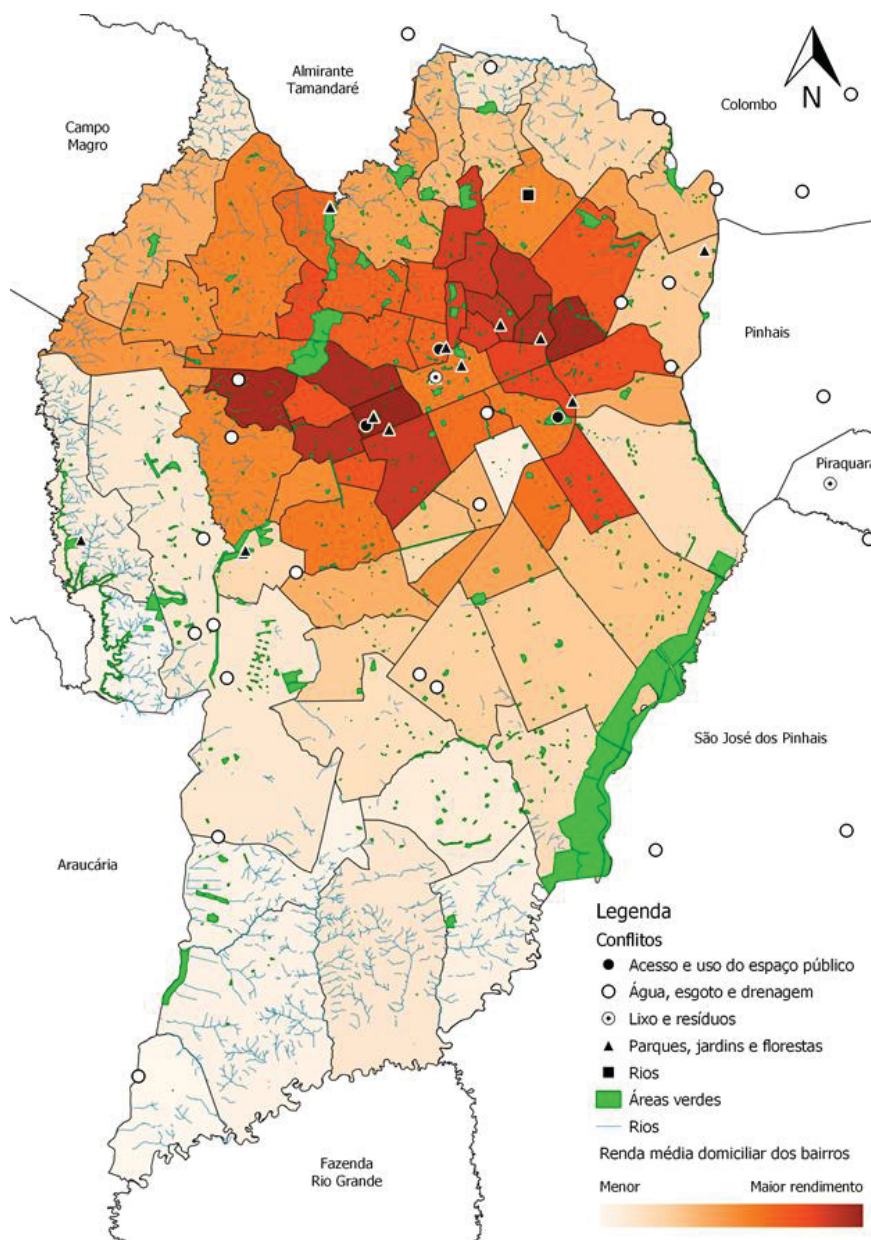 Almirante
Tamandaré
Campo
Magro
N
Colombo
Pinhais
Piraquara
São José dos Pinhais
Araucária
Fazenda
Rio Grande
Legenda
Conflitos
Acesso e uso do espaço público
Água, esgoto e drenagem
Lixo e resíduos
Parques, jardins e florestas
Rios
Áreas verdes
Rios
Renda média domiciliar dos bairros
Menor Maior rendimento